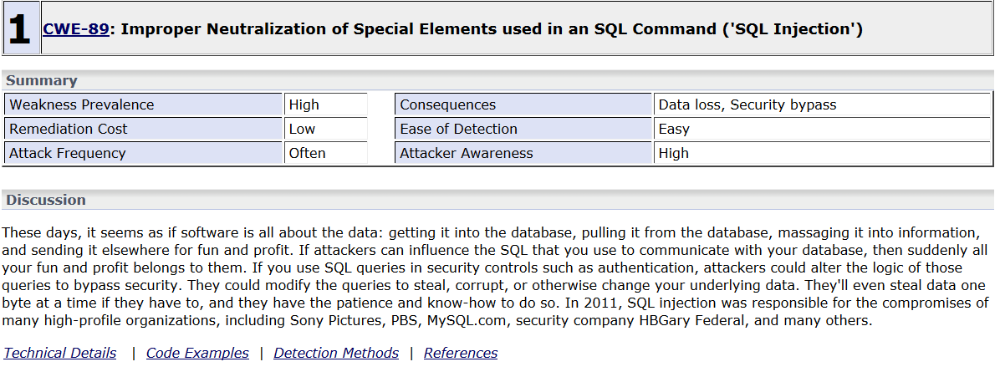 1 CWE-89: Improper Neutralization of Special Elements used in an SQL Command ('SQL Injection')
Summary
Weakness Prevalence High Consequences Data loss, Security bypass
Remediation Cost Low Ease of Detection Easy
Attack Frequency Often Attacker Awareness High
Discussion
These days, it seems as if software is all about the data: getting it into the database, pulling it from the database, massaging it into information,
and sending it elsewhere for fun and profit. If attackers can influence the SQL that you use to communicate with your database, then suddenly all
your fun and profit belongs to them. If you use SQL queries in security controls such as authentication, attackers could alter the logic of those
queries to bypass security. They could modify the queries to steal, corrupt, or otherwise change your underlying data. They'll even steal data one
byte at a time if they have to, and they have the patience and know-how to do so. In 2011, SQL injection was responsible for the compromises of
many high-profile organizations, including Sony Pictures, PBS, MySQL.com, security company HBGary Federal, and many others.
Technical Details | Code Examples | Detection Methods | References